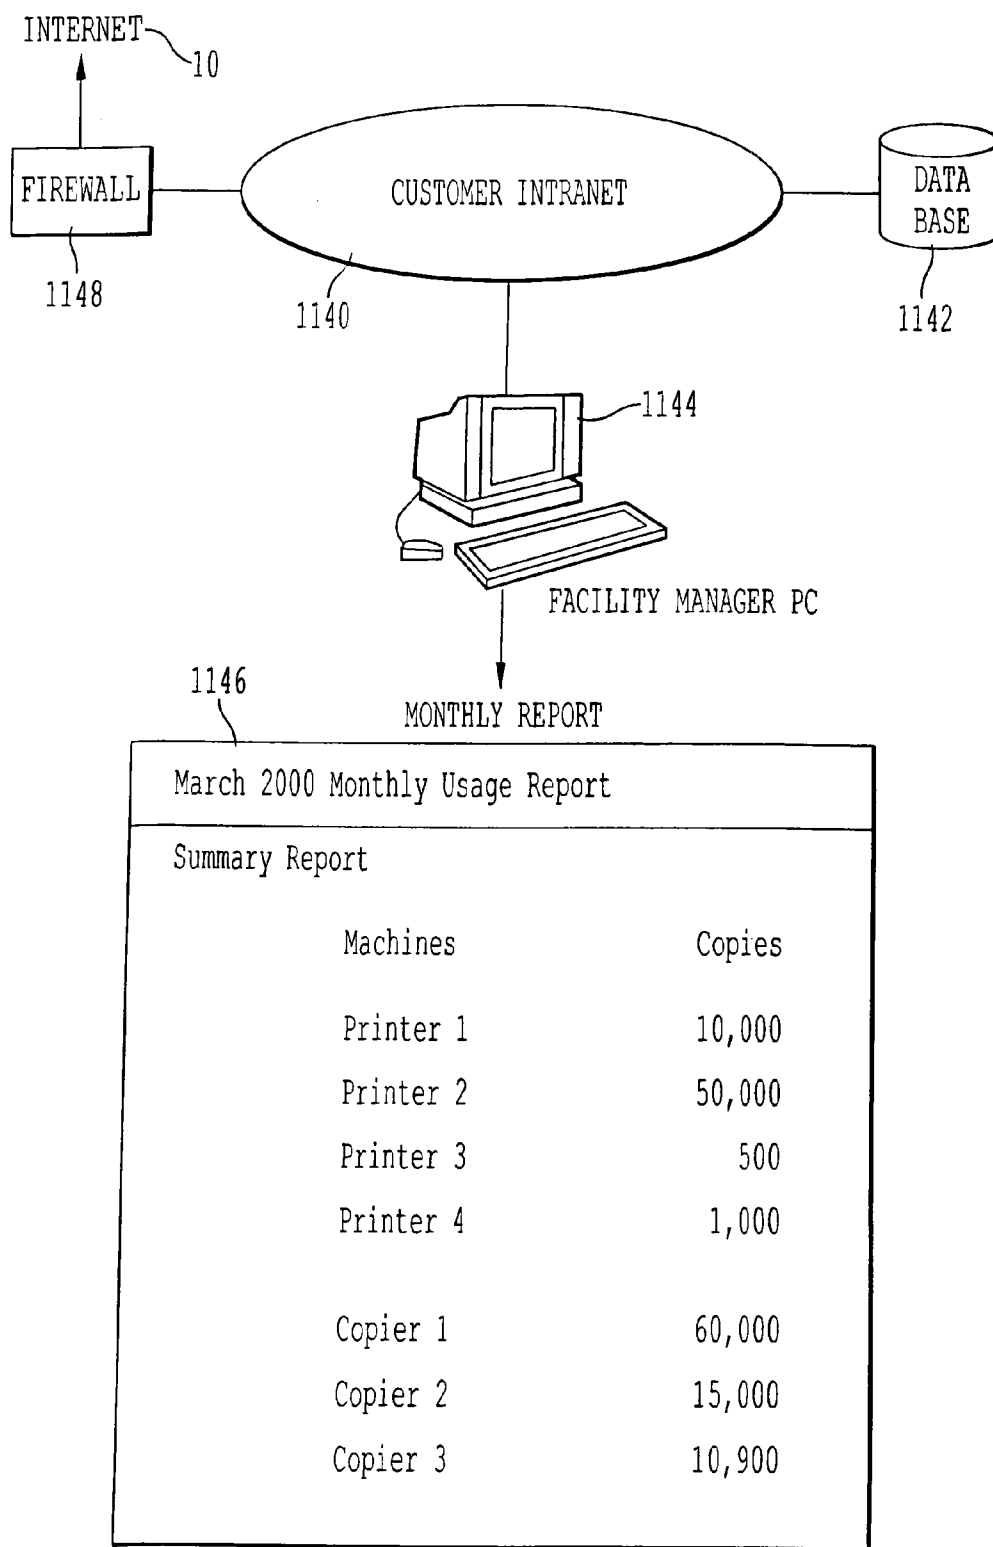 INTERNET
10
FIREWALL
1148
CUSTOMER INTRANET
1140
DATA
BASE
1142
1144
FACILITY MANAGER PC
1146
MONTHLY REPORT
March 2000 Monthly Usage Report
Summary Report
Machines Copies
Printer 1 10,000
Printer 2 50,000
Printer 3 500
Printer 4 1,000
Copier 1 60,000
Copier 2 15,000
Copier 3 10,900